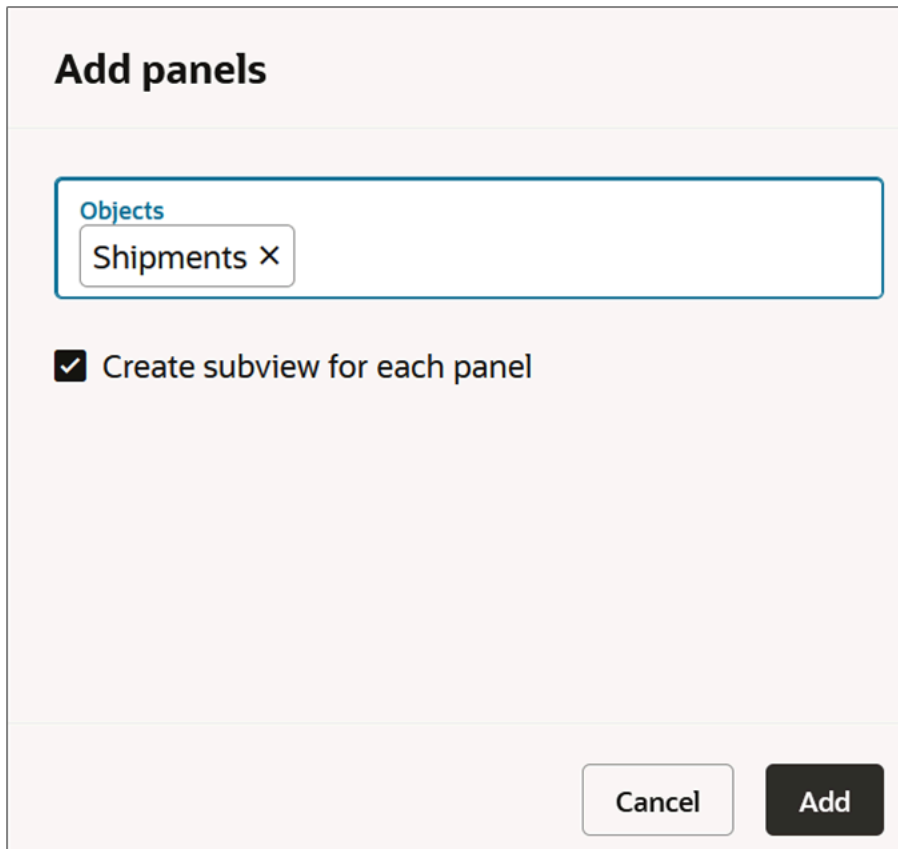 Add panels
Objects
Shipments ×
Create subview for each panel
Cancel
Add